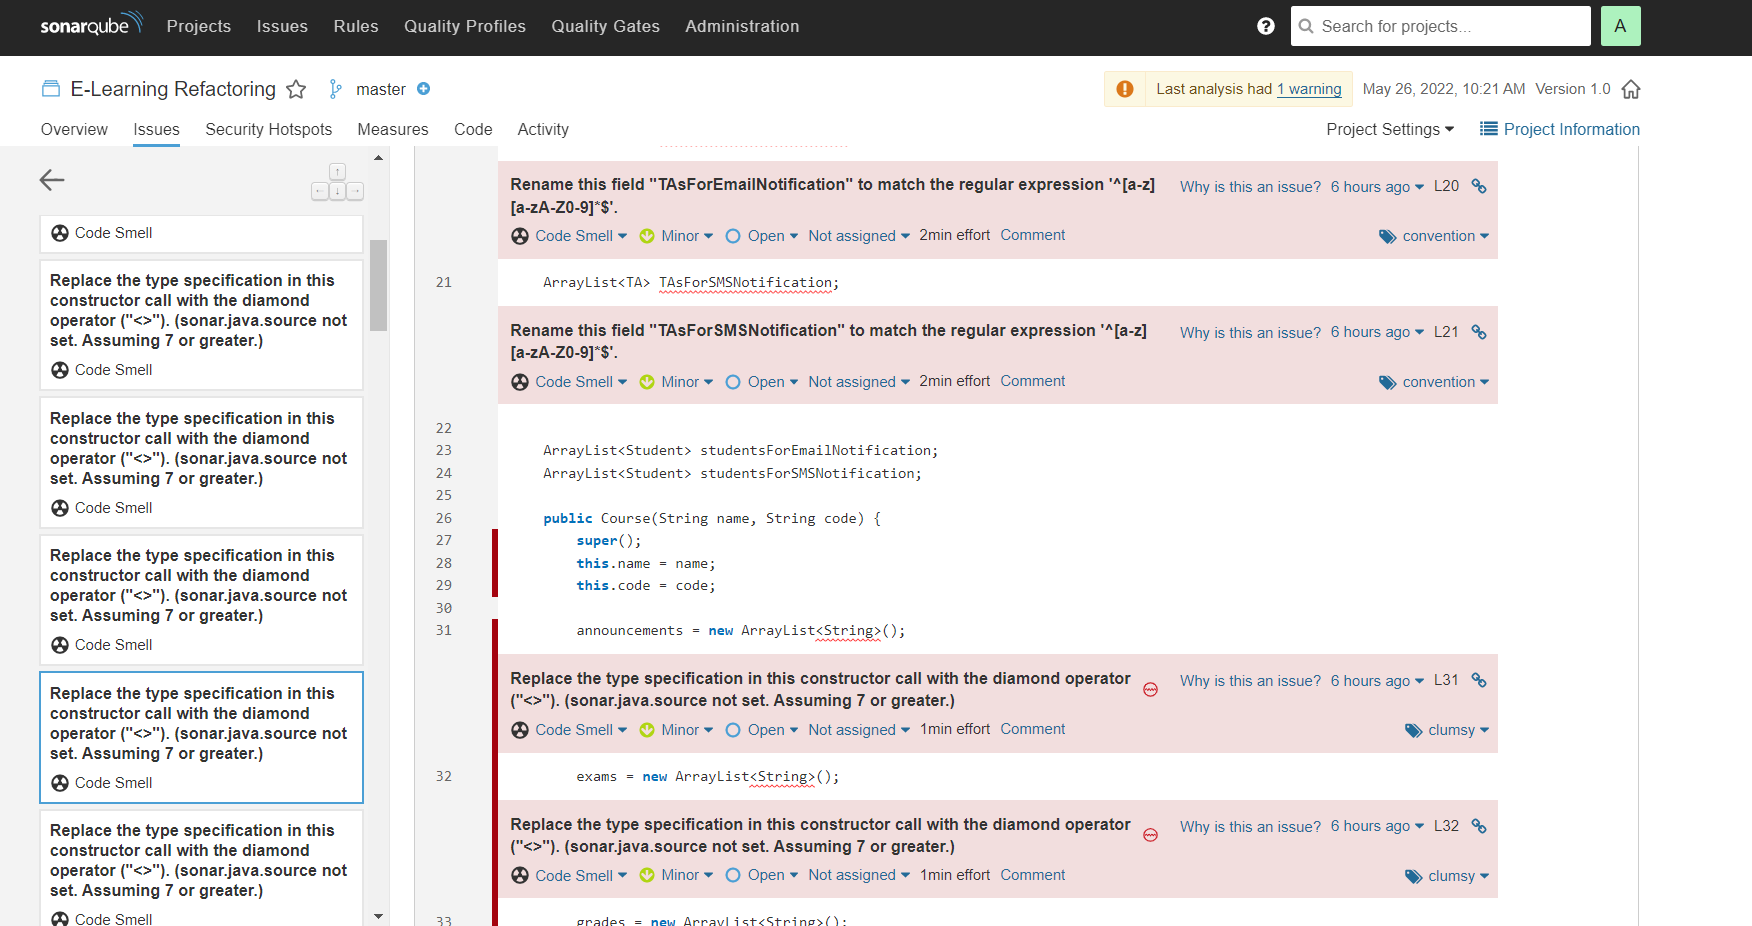 sonarqube Projects Issues Rules Quality Profiles Quality Gates Administration ? Search for projects... A
E-Learning Refactoring master Last analysis had 1 warning May 26, 2022, 10:21 AM Version 1.0
Overview Issues Security Hotspots Measures Code Activity Project Settings Project Information
Code Smell
Replace the type specification in this
constructor call with the diamond
operator ("<>"). (sonar.java.source not
set. Assuming 7 or greater.)
Code Smell
Replace the type specification in this
constructor call with the diamond
operator ("<>"). (sonar.java.source not
set. Assuming 7 or greater.)
Code Smell
Replace the type specification in this
constructor call with the diamond
operator ("<>"). (sonar.java.source not
set. Assuming 7 or greater.)
Code Smell
Replace the type specification in this
constructor call with the diamond
operator ("<>"). (sonar.java.source not
set. Assuming 7 or greater.)
Code Smell
Replace the type specification in this
constructor call with the diamond
operator ("<>"). (sonar.java.source not
set. Assuming 7 or greater.)
Code Smell
Rename this field "TAsForEmailNotification" to match the regular expression '^[a-z] Why is this an issue? 6 hours ago L20
[a-zA-Z0-9]*$'.
Code Smell Minor Open Not assigned 2min effort Comment convention
21 ArrayList<TA> TAsForSMSNotification;
Rename this field "TAsForSMSNotification" to match the regular expression '^[a-z] Why is this an issue? 6 hours ago L21
[a-zA-Z0-9]*$'.
Code Smell Minor Open Not assigned 2min effort Comment convention
22
23 ArrayList<Student> studentsForEmailNotification;
24 ArrayList<Student> studentsForSMSNotification;
25
26 public Course(String name, String code) {
27 super();
28 this.name = name;
29 this.code = code;
30
31 announcements = new ArrayList<String>();
Replace the type specification in this constructor call with the diamond operator Why is this an issue? 6 hours ago L31
("<>"). (sonar.java.source not set. Assuming 7 or greater.)
Code Smell Minor Open Not assigned 1min effort Comment clumsy
32 exams = new ArrayList<String>();
Replace the type specification in this constructor call with the diamond operator Why is this an issue? 6 hours ago L32
("<>"). (sonar.java.source not set. Assuming 7 or greater.)
Code Smell Minor Open Not assigned 1min effort Comment clumsy
33 grades = new ArrayList<String>();